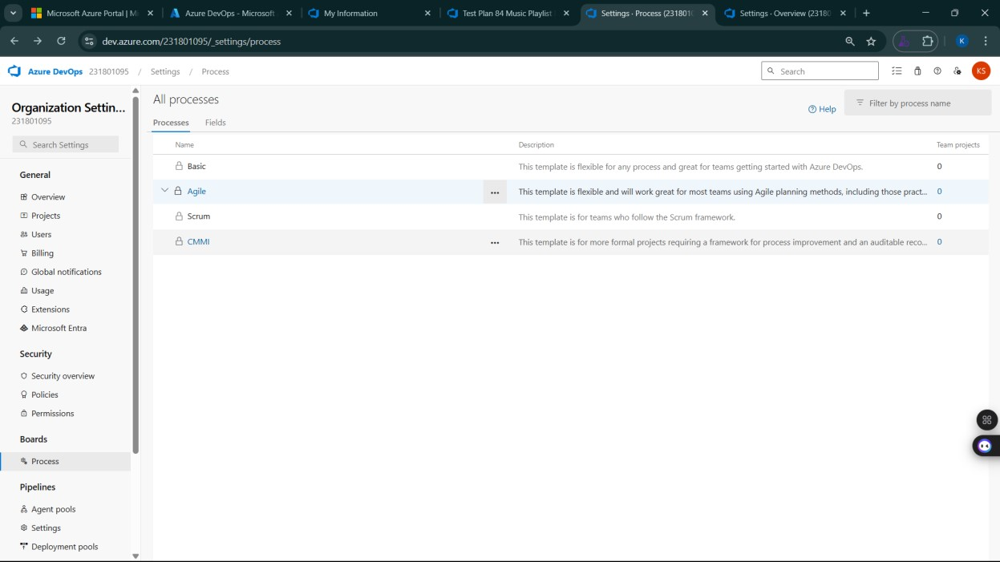 Microsoft Azure Portal | Mi
Azure DevOps - Microsoft
My Information
Test Plan 84 Music Playlist
Settings · Process (231801
Settings · Overview (23180
dev.azure.com/231801095/_settings/process
K
Azure DevOps 231801095 / Settings / Process
Search
KS
Organization Settin...
231801095
Search Settings
General
Overview
Projects
Users
Billing
Global notifications
Usage
Extensions
Microsoft Entra
Security
Security overview
Policies
Permissions
Boards
Process
Pipelines
Agent pools
Settings
Deployment pools
All processes
Help
Filter by process name
Processes Fields
Name Description Team projects
Basic This template is flexible for any process and great for teams getting started with Azure DevOps. 0
Agile ... This template is flexible and will work great for most teams using Agile planning methods, including those pract... 0
Scrum This template is for teams who follow the Scrum framework. 0
CMMI ... This template is for more formal projects requiring a framework for process improvement and an auditable reco... 0